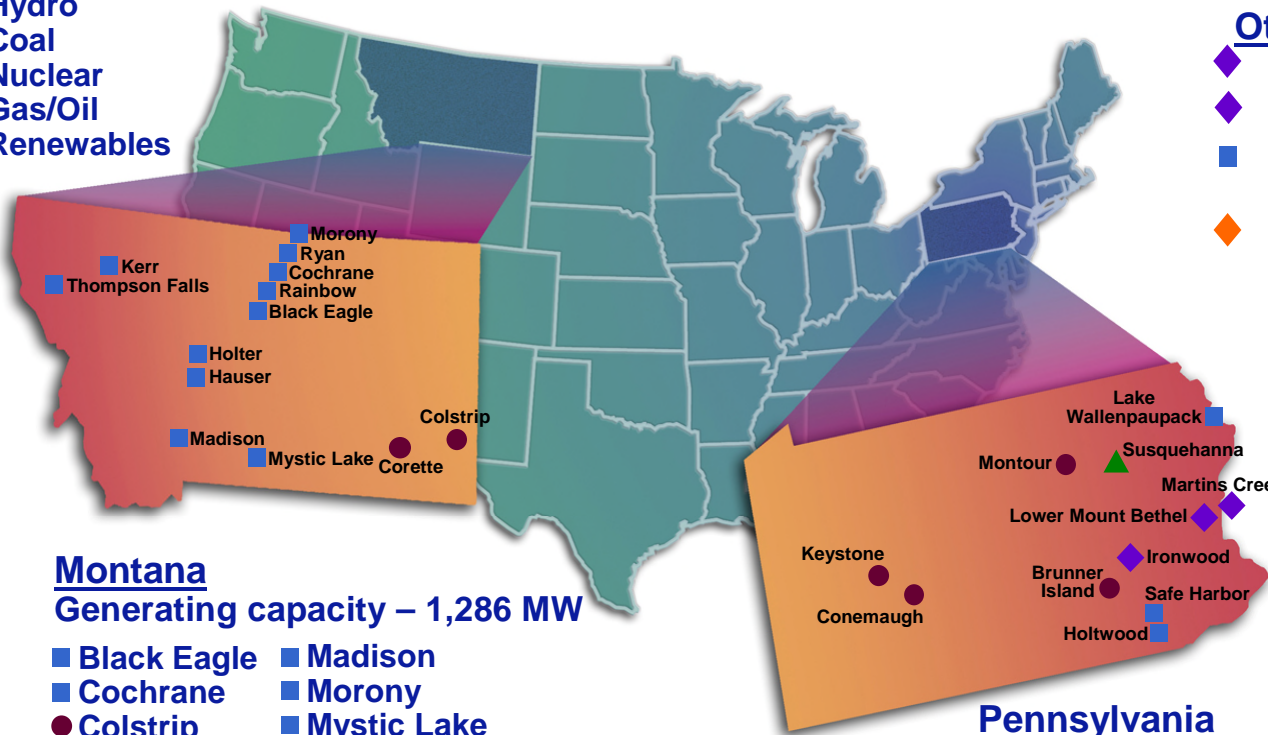 Hydro
Coal
Nuclear
Gas/Oil
Renewables
Morony
Ryan
Cochrane
Rainbow
Black Eagle
Kerr
Thompson Falls
Holter
Hauser
Madison
Mystic Lake
Colstrip
Corette
Lake
Wallenpaupack
Susquehanna
Montour
Martins Cree
Lower Mount Bethel
Ironwood
Keystone
Conemaugh
Brunner
Island
Safe Harbor
Holtwood
Montana
Generating capacity – 1,286 MW
Black Eagle Madison
Cochrane Morony
Colstrip Mystic Lake
Pennsylvania